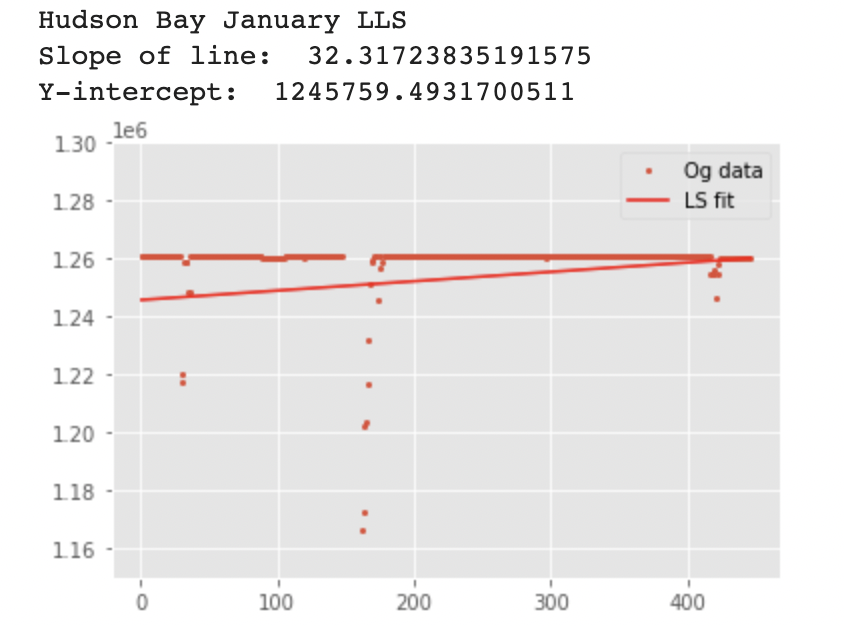 Hudson Bay January LLS
Slope of line:  32.31723835191575
Y-intercept:  1245759.4931700511
1e6
1.30
1.28
1.26
1.24
1.22
1.20
1.18
1.16
Og data
LS fit
0 100 200 300 400